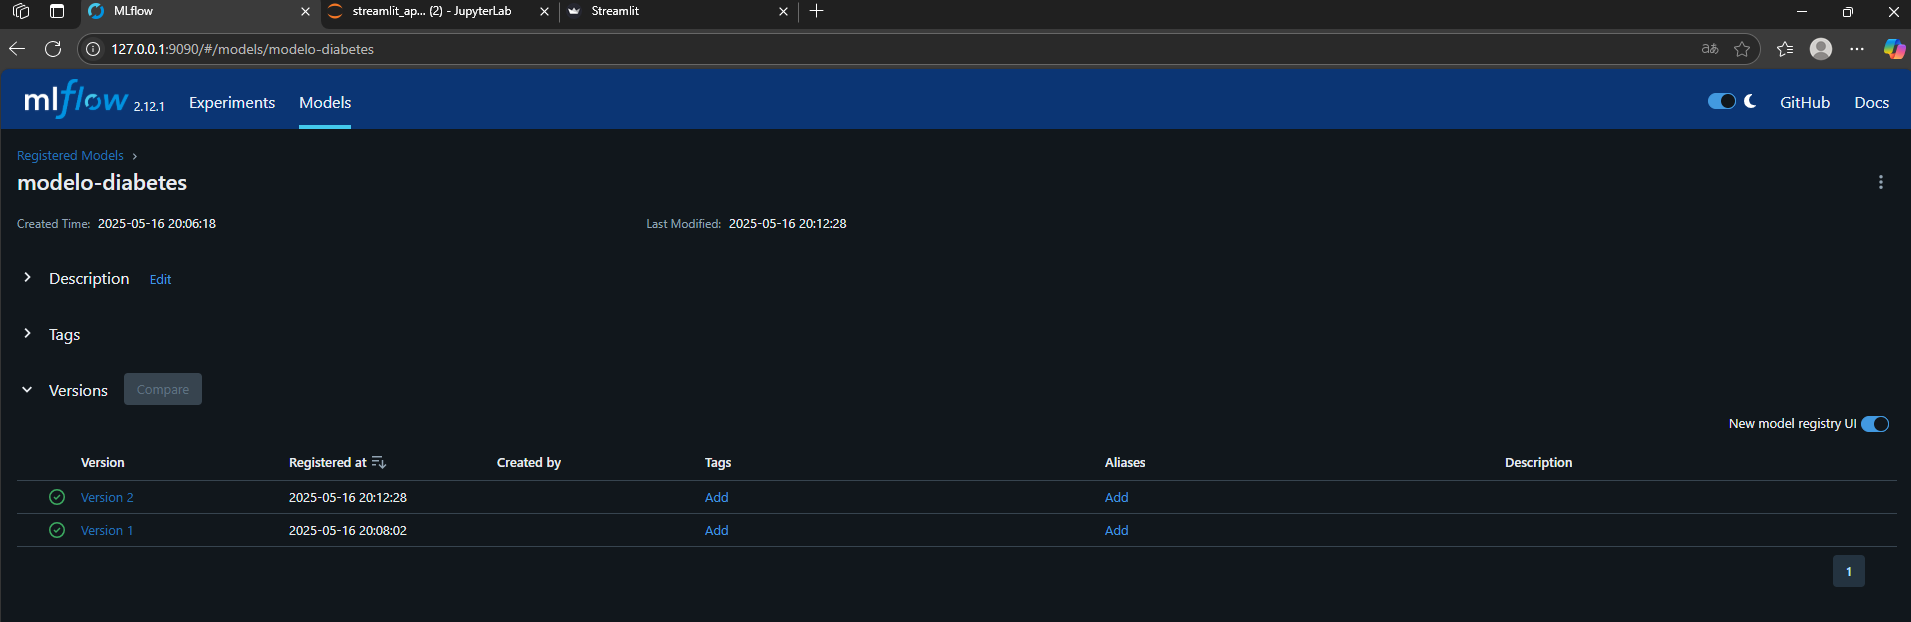 MLflow streamlit_ap... (2) - JupyterLab Streamlit
127.0.0.1:9090/#/models/modelo-diabetes aあ
mlflow 2.12.1 Experiments Models GitHub Docs
Registered Models
modelo-diabetes
Created Time: 2025-05-16 20:06:18 Last Modified: 2025-05-16 20:12:28
Description Edit
Tags
Versions Compare
New model registry UI
Version Registered at Created by Tags Aliases Description
Version 2 2025-05-16 20:12:28 Add Add
Version 1 2025-05-16 20:08:02 Add Add
1